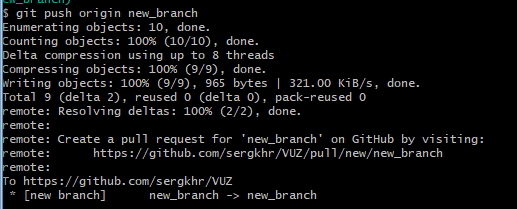 ew_branch)
$ git push origin new_branch
Enumerating objects: 10, done.
Counting objects: 100% (10/10), done.
Delta compression using up to 8 threads
Compressing objects: 100% (9/9), done.
Writing objects: 100% (9/9), 965 bytes | 321.00 KiB/s, done.
Total 9 (delta 2), reused 0 (delta 0), pack-reused 0
remote: Resolving deltas: 100% (2/2), done.
remote:
remote: Create a pull request for 'new_branch' on GitHub by visiting:
remote:      https://github.com/sergkhr/VUZ/pull/new/new_branch
remote:
To https://github.com/sergkhr/VUZ
 * [new branch]      new_branch -> new_branch